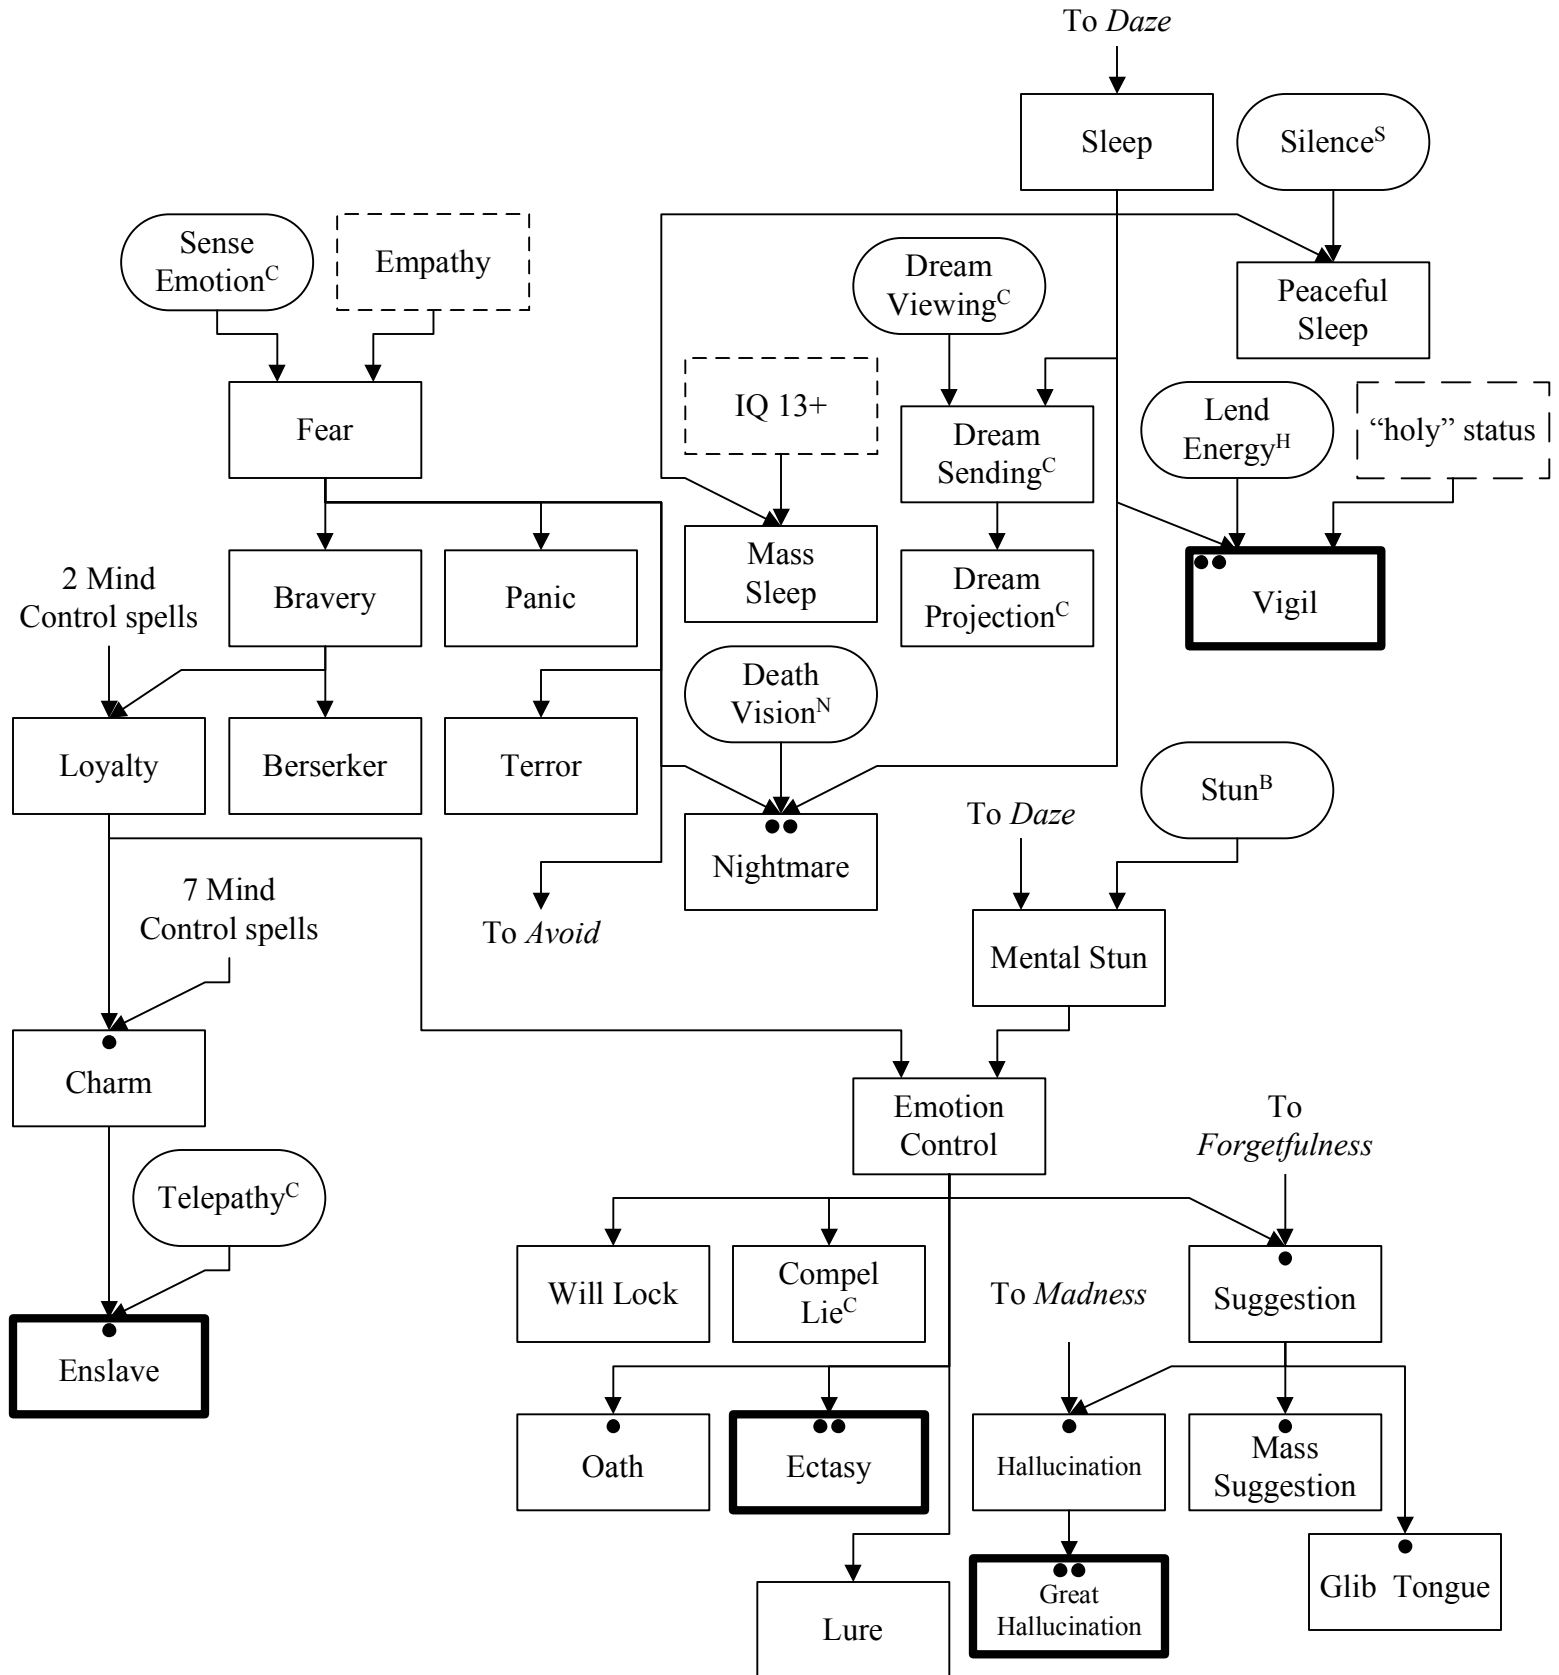 To Daze
Sleep
Silence^S
Sense
Emotion^C
Empathy
Dream
Viewing^C
Peaceful
Sleep
Fear
IQ 13+
Dream
Sending^C
Lend
Energy^H
“holy” status
2 Mind
Control spells
Bravery
Panic
Mass
Sleep
Dream
Projection^C
Vigil
Death
Vision^N
Loyalty
Berserker
Terror
Stun^B
To Daze
Nightmare
7 Mind
Control spells
To Avoid
Mental Stun
Charm
Emotion
Control
To
Forgetfulness
Telepathy^C
Will Lock
Compel
Lie^C
To Madness
Suggestion
Enslave
Oath
Ectasy
Hallucination
Mass
Suggestion
Great
Hallucination
Glib Tongue
Lure